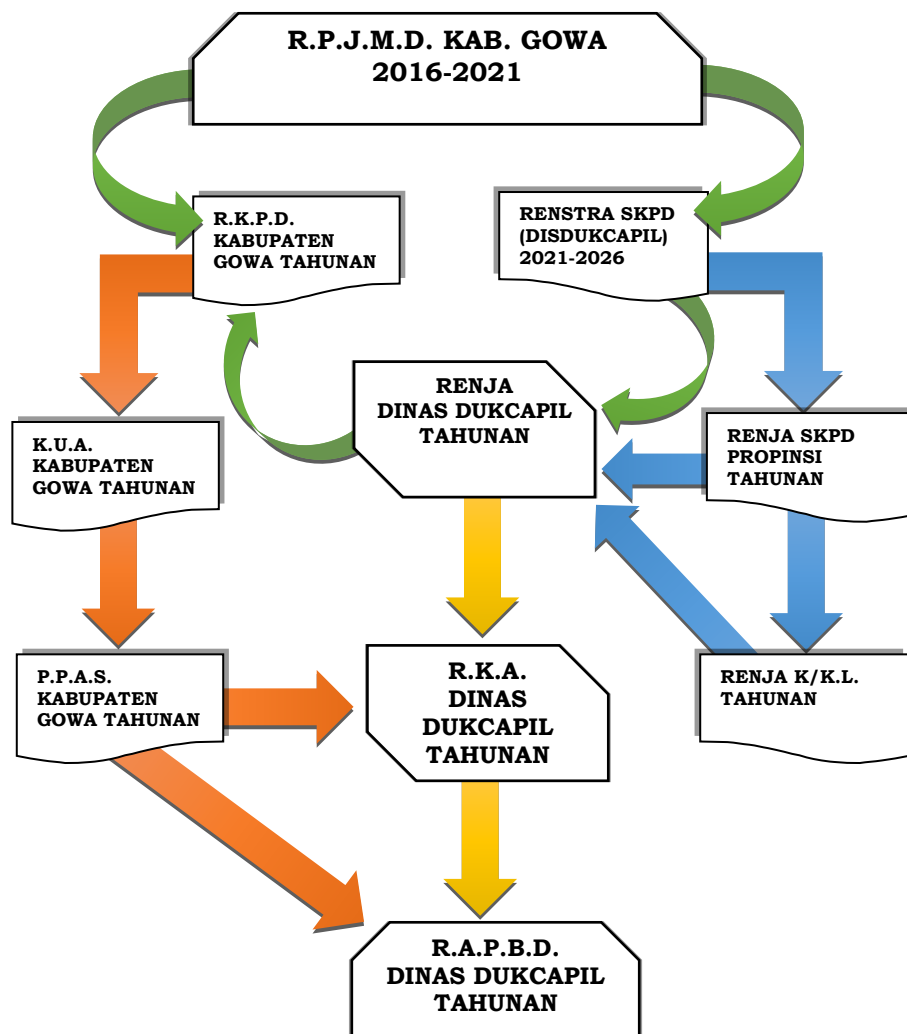 R.P.J.M.D. KAB. GOWA
2016-2021
R.K.P.D.
KABUPATEN
GOWA TAHUNAN
RENSTRA SKPD
(DISDUKCAPIL)
2021-2026
RENJA
DINAS DUKCAPIL
TAHUNAN
K.U.A.
KABUPATEN
GOWA TAHUNAN
RENJA SKPD
PROPINSI
TAHUNAN
P.P.A.S.
KABUPATEN
GOWA TAHUNAN
R.K.A.
DINAS
DUKCAPIL
TAHUNAN
RENJA K/K.L.
TAHUNAN
R.A.P.B.D.
DINAS DUKCAPIL
TAHUNAN